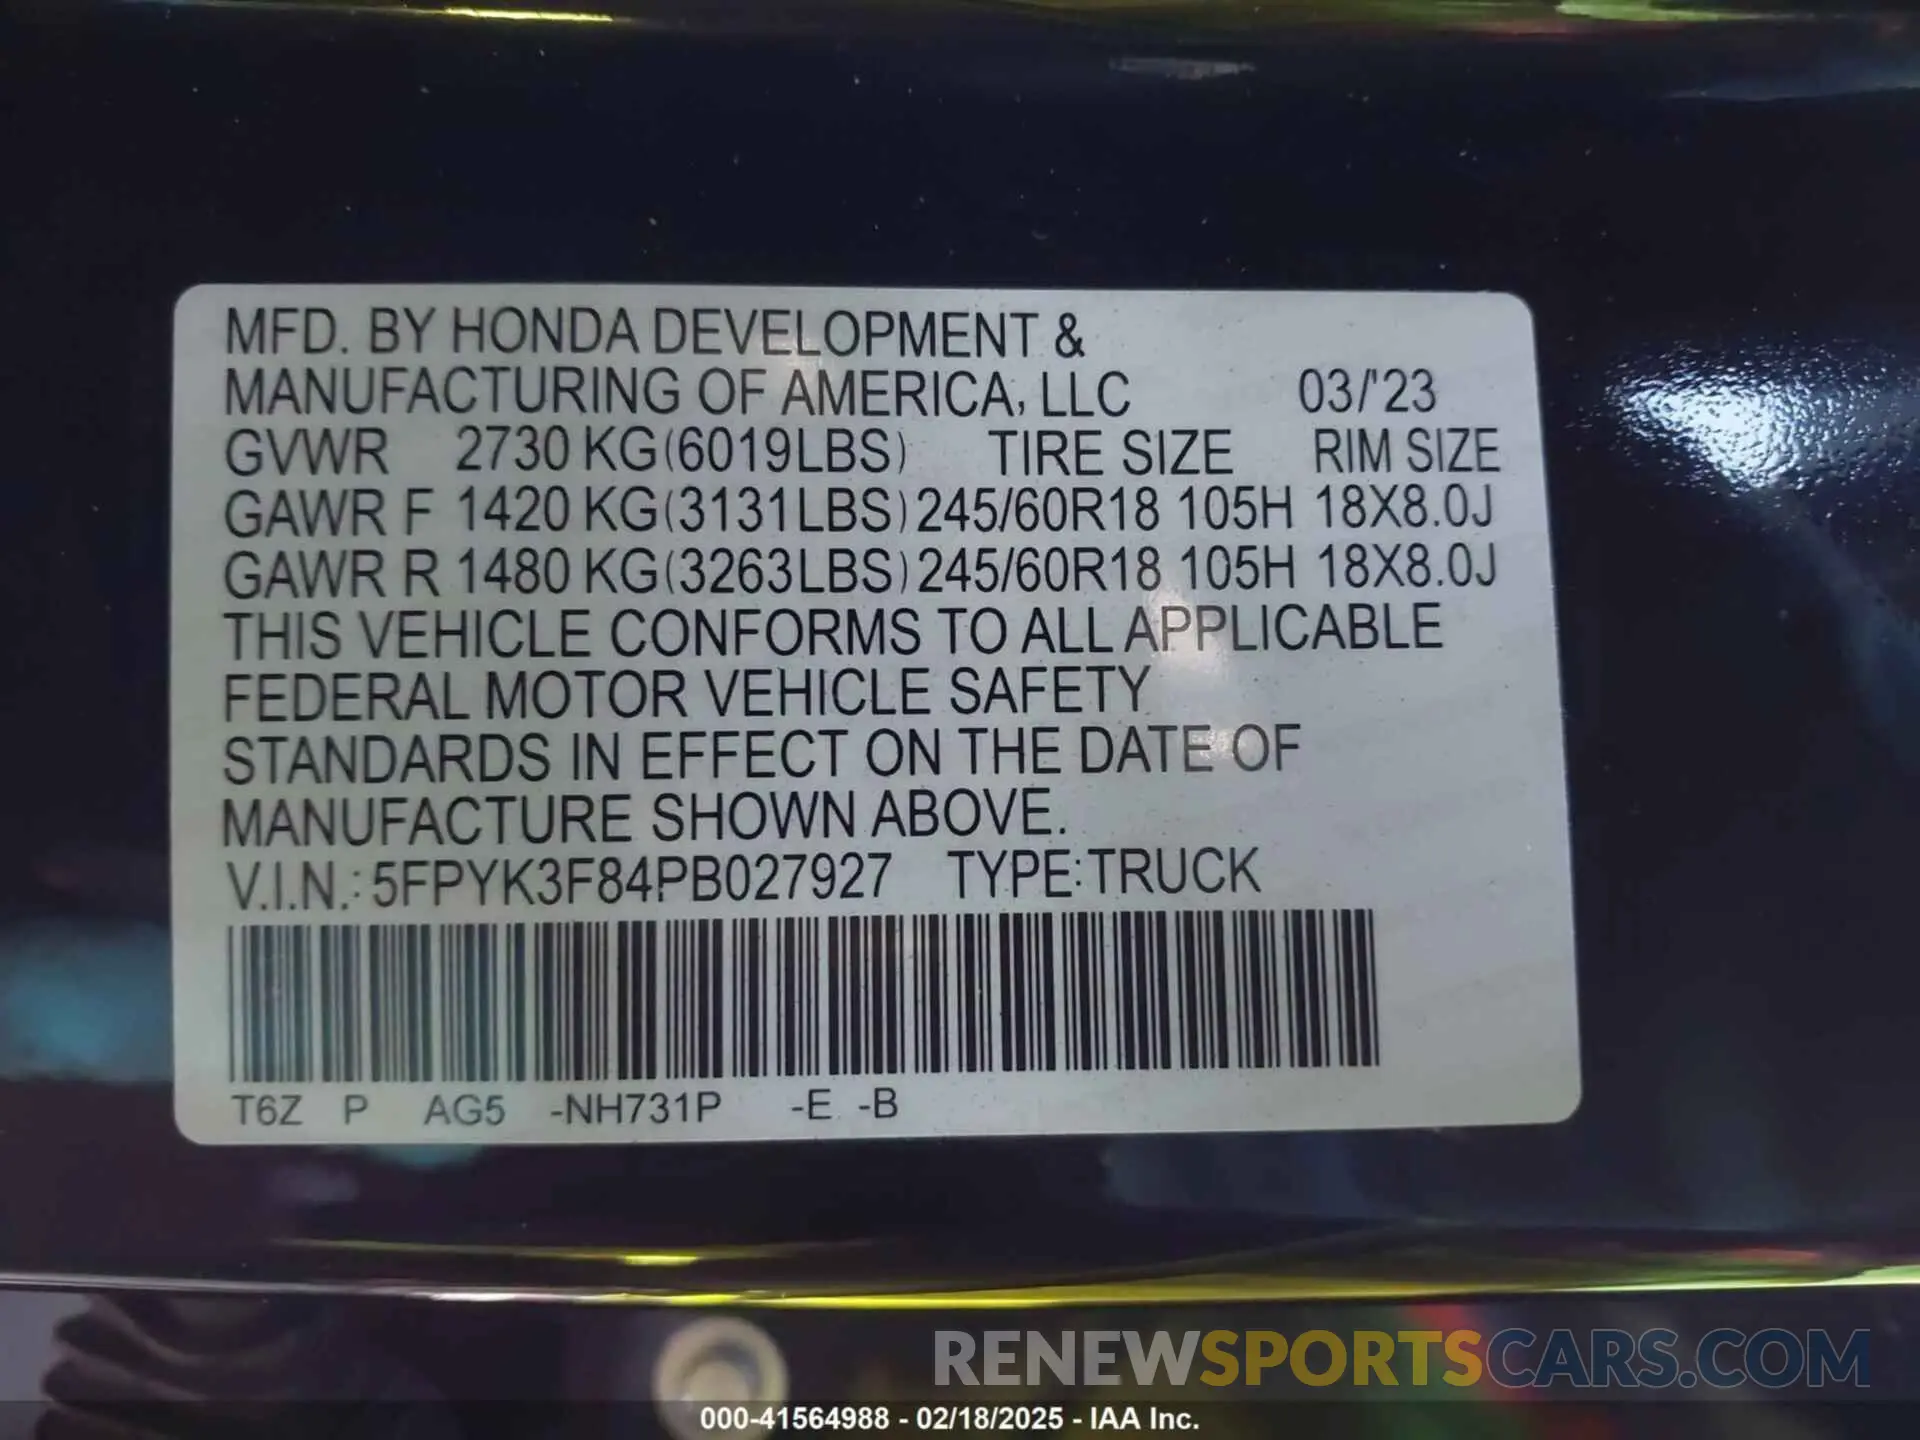 MFD. BY HONDA DEVELOPMENT &
MANUFACTURING OF AMERICA, LLC 03/'23
GVWR 2730 KG(6019LBS) TIRE SIZE RIM SIZE
GAWR F 1420 KG(3131LBS) 245/60R18 105H 18X8.0J
GAWR R 1480 KG(3263LBS) 245/60R18 105H 18X8.0J
THIS VEHICLE CONFORMS TO ALL APPLICABLE
FEDERAL MOTOR VEHICLE SAFETY
STANDARDS IN EFFECT ON THE DATE OF
MANUFACTURE SHOWN ABOVE.
V.I.N.: 5FPYK3F84PB027927 TYPE:TRUCK
T6Z P AG5 -NH731P -E -B
RENEWSPORTSCARS.COM
000-41564988 - 02/18/2025 - IAA Inc.